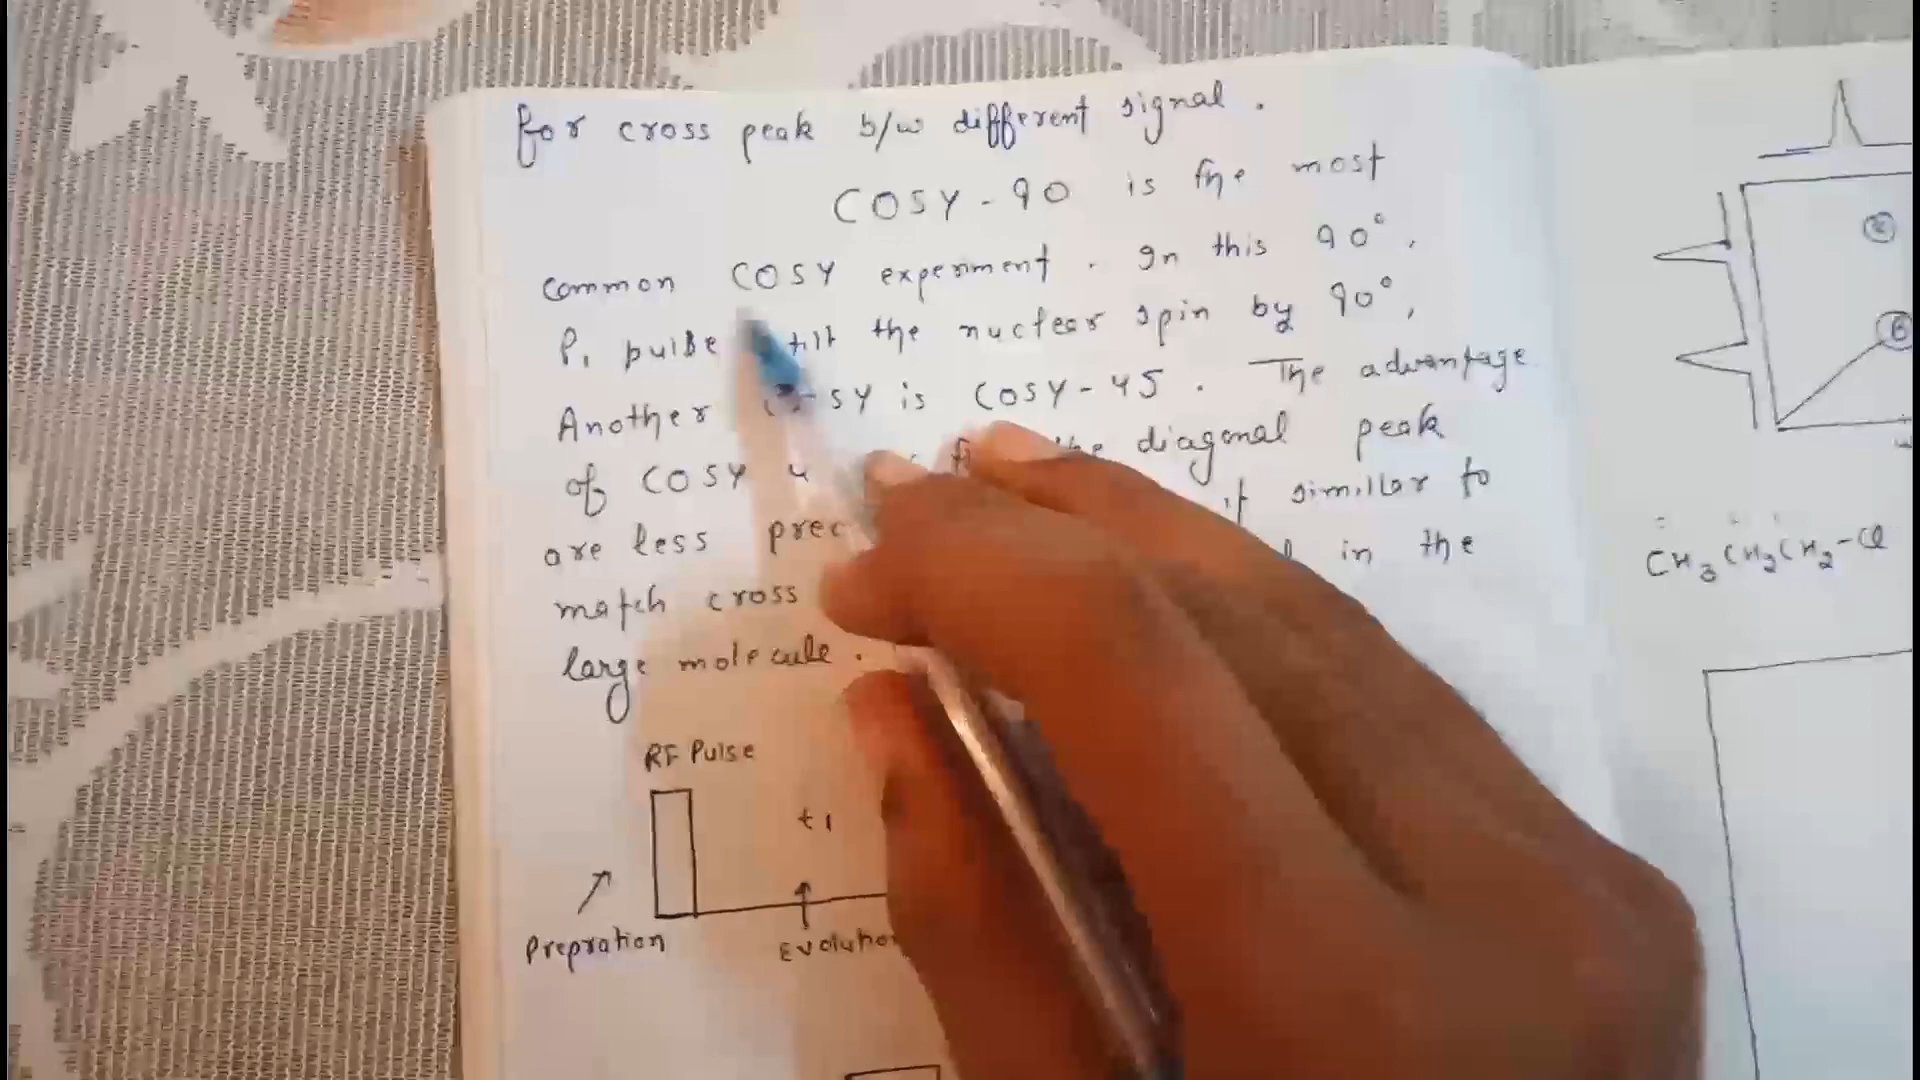 for cross peak b/w different signal.
COSY-90 is the most
common COSY experiment. In this 90°,
P1 pulse tilt the nuclear spin by 90°,
Another COSY is COSY-45. The advantage
of COSY the diagonal peak
are less similar to
match cross in the
large molecule.
RF Pulse
t1
Prepration
Evolution
CH3CH2CH2-Cl